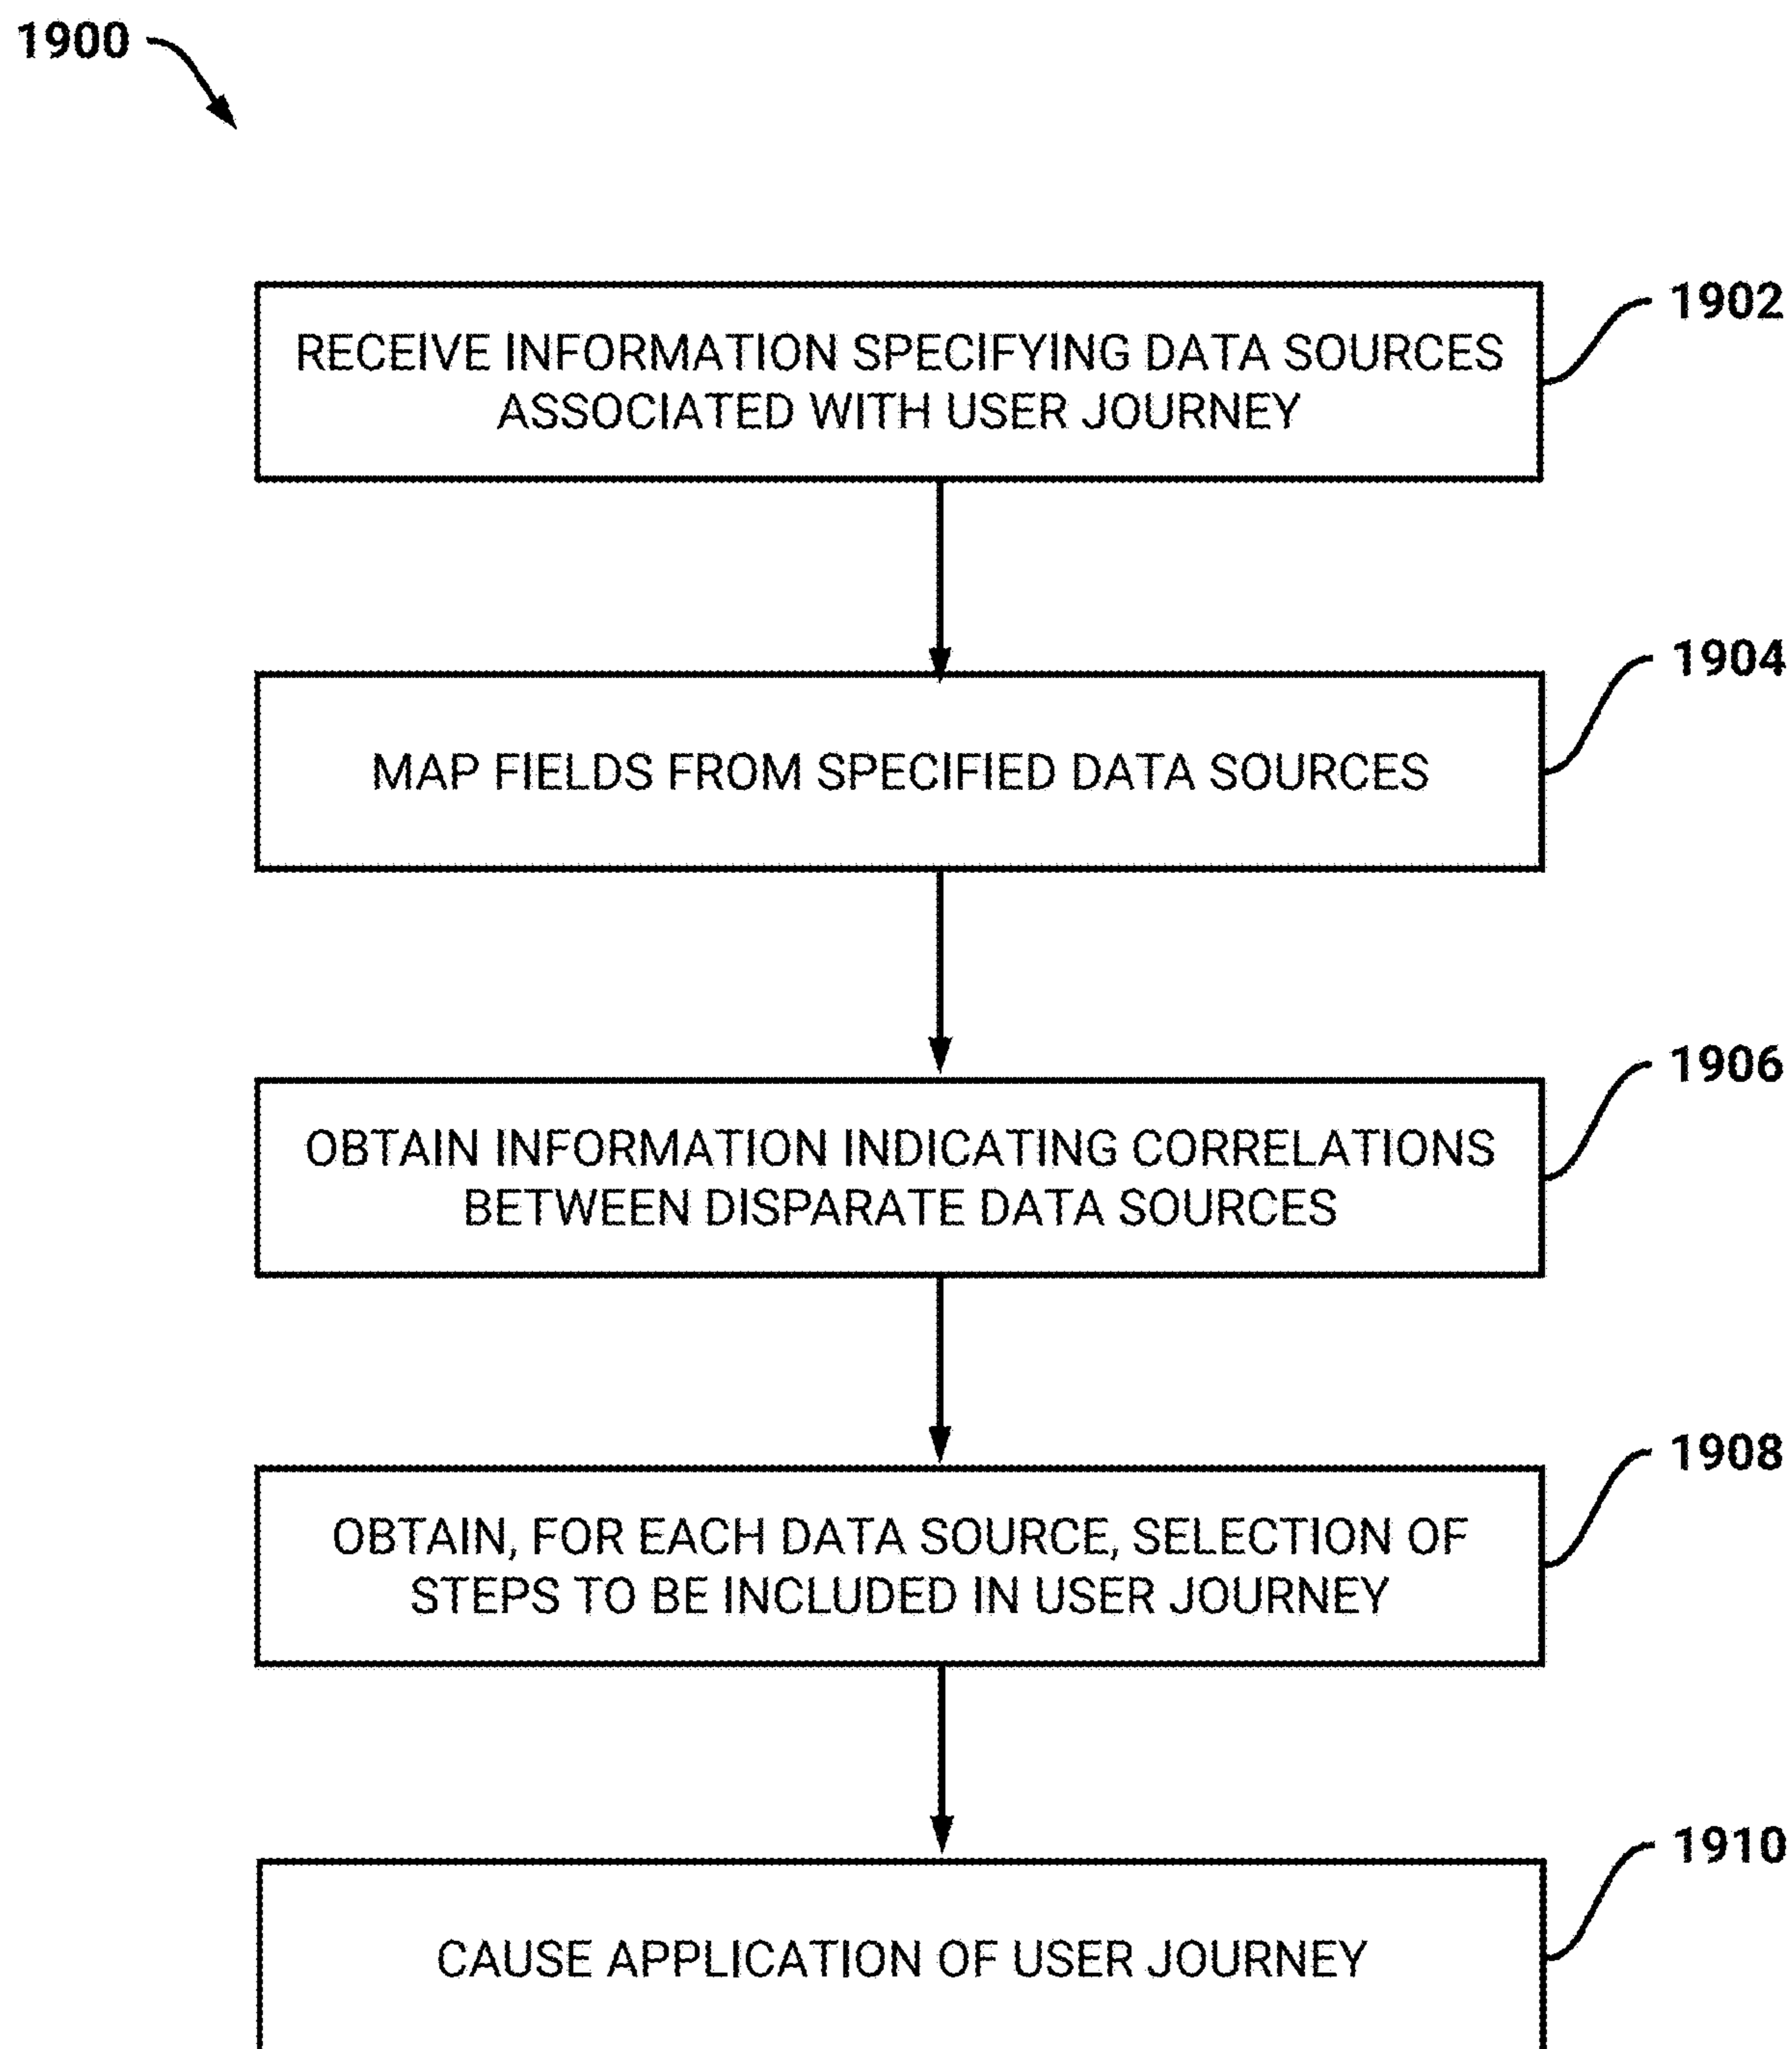 1900
1902
RECEIVE INFORMATION SPECIFYING DATA SOURCES
ASSOCIATED WITH USER JOURNEY
1904
MAP FIELDS FROM SPECIFIED DATA SOURCES
1906
OBTAIN INFORMATION INDICATING CORRELATIONS
BETWEEN DISPARATE DATA SOURCES
1908
OBTAIN, FOR EACH DATA SOURCE, SELECTION OF
STEPS TO BE INCLUDED IN USER JOURNEY
1910
CAUSE APPLICATION OF USER JOURNEY